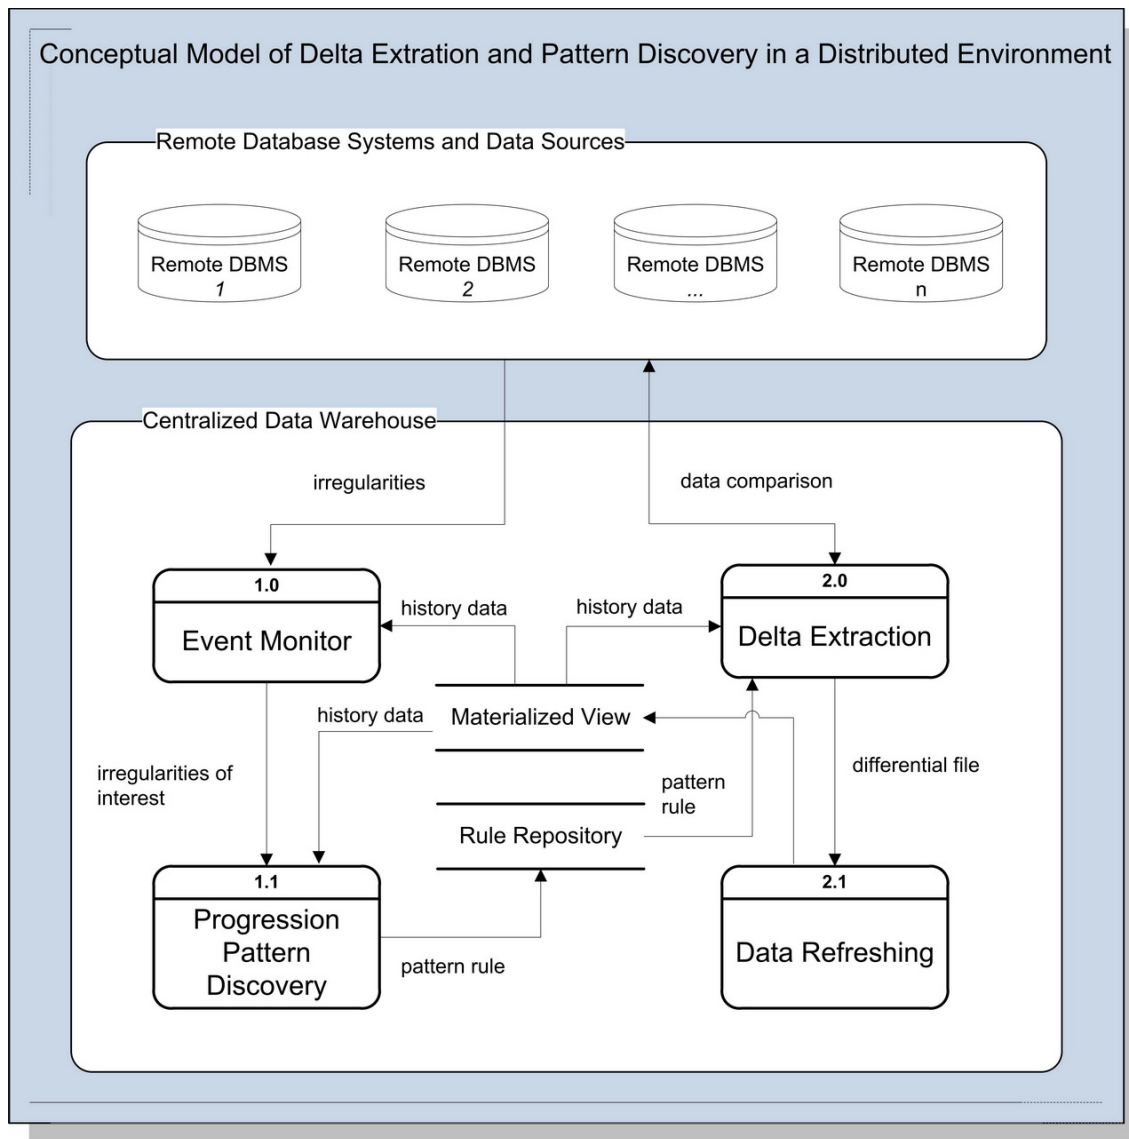 Conceptual Model of Delta Extration and Pattern Discovery in a Distributed Environment
Remote Database Systems and Data Sources
Remote DBMS
1
Remote DBMS
2
Remote DBMS
...
Remote DBMS
n
Centralized Data Warehouse
irregularities
data comparison
1.0
Event Monitor
history data
history data
2.0
Delta Extraction
history data
Materialized View
irregularities of
interest
pattern
rule
differential file
Rule Repository
1.1
Progression
Pattern
Discovery
pattern rule
2.1
Data Refreshing